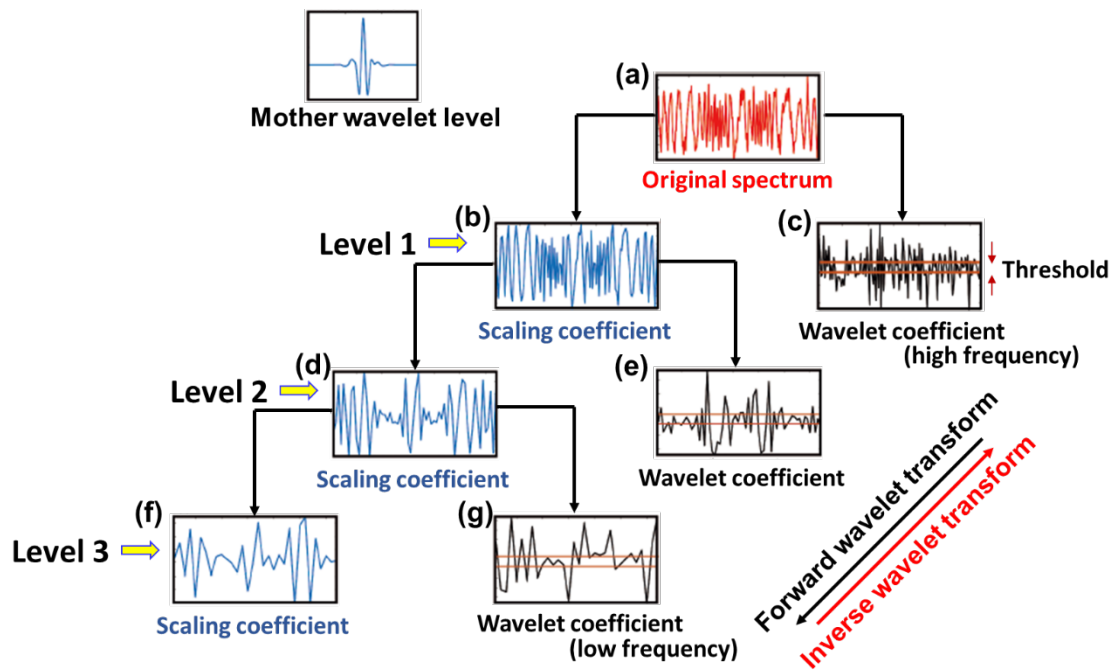 Mother wavelet level
(a)
Original spectrum
Level 1
(b)
Scaling coefficient
(c)
Threshold
Wavelet coefficient
(high frequency)
Level 2
(d)
Scaling coefficient
(e)
Wavelet coefficient
Level 3
(f)
Scaling coefficient
(g)
Wavelet coefficient
(low frequency)
Forward wavelet transform
Inverse wavelet transform